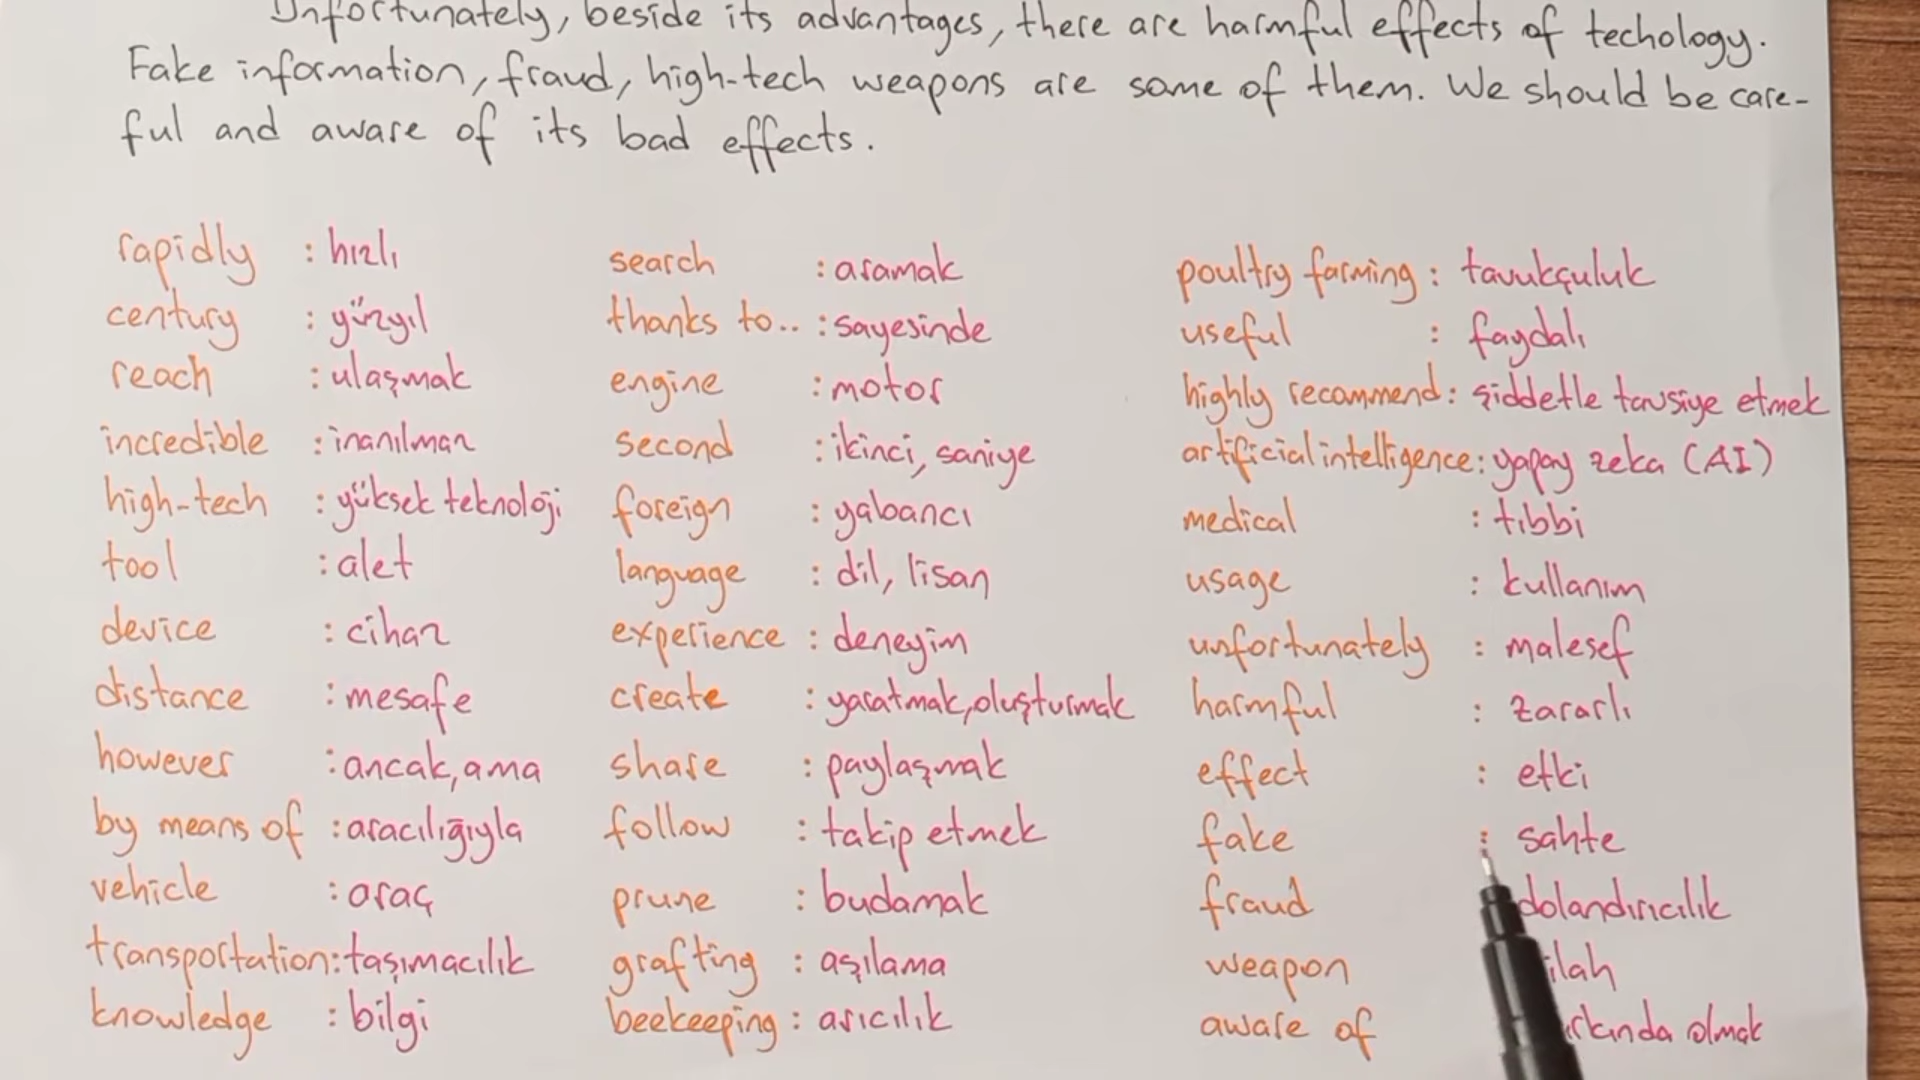 Unfortunately, beside its advantages, there are harmful effects of techology.
Fake information, fraud, high-tech weapons are some of them. We should be care-
ful and aware of its bad effects.
rapidly : hızlı
century : yüzyıl
reach : ulaşmak
incredible : inanılmaz
high-tech : yüksek teknoloji
tool : alet
device : cihaz
distance : mesafe
however : ancak, ama
by means of : aracılığıyla
vehicle : araç
transportation : taşımacılık
knowledge : bilgi
search : aramak
thanks to.. : sayesinde
engine : motor
second : ikinci, saniye
foreign : yabancı
language : dil, lisan
experience : deneyim
create : yaratmak, oluşturmak
share : paylaşmak
follow : takip etmek
prune : budamak
grafting : aşılama
beekeeping : arıcılık
poultry farming : tavukçuluk
useful : faydalı
highly recommend : şiddetle tavsiye etmek
artificial intelligence : yapay zeka (AI)
medical : tıbbi
usage : kullanım
unfortunately : malesef
harmful : zararlı
effect : etki
fake : sahte
fraud dolandırıcılık
weapon ilah
aware of rkında olmak